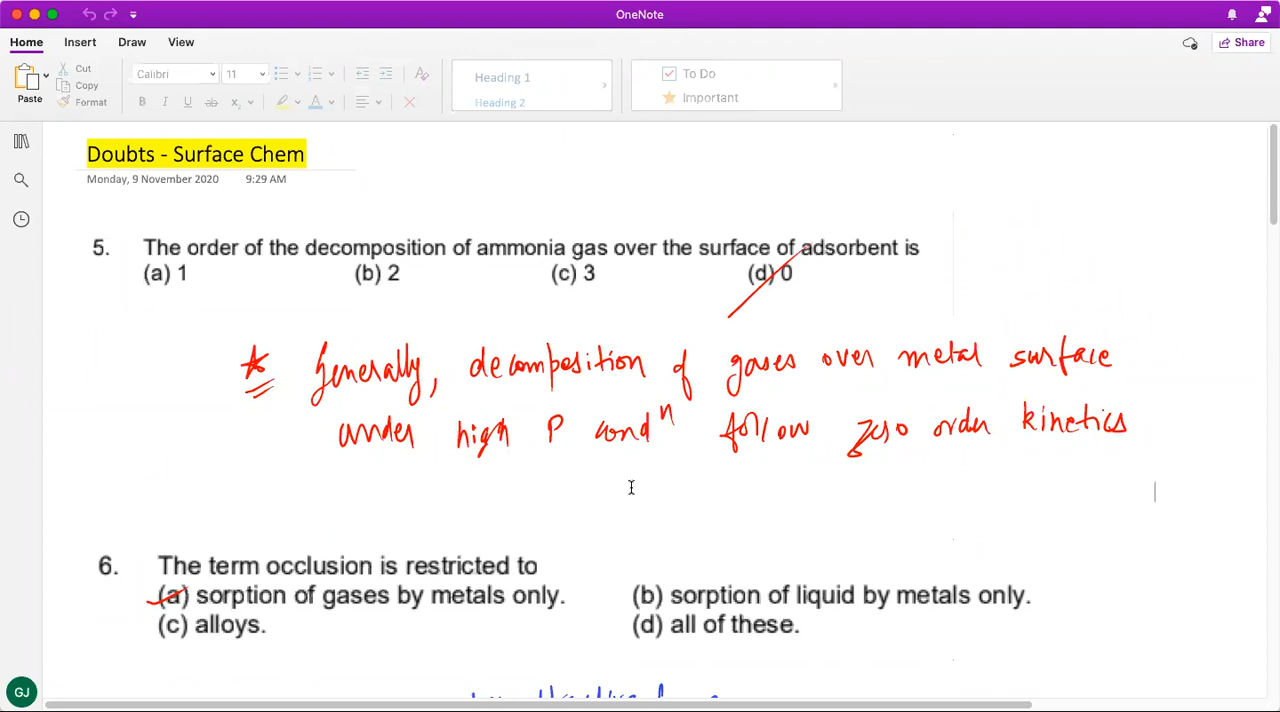 OneNote
Home Insert Draw View Share
Cut Calibri 11 Heading 1 To Do
Copy
Paste Format B I U ab x A Heading 2 Important
Doubts - Surface Chem
Monday, 9 November 2020 9:29 AM
5. The order of the decomposition of ammonia gas over the surface of adsorbent is
(a) 1 (b) 2 (c) 3 (d) 0
Generally, decomposition of gases over metal surface
under high P condⁿ follow zero order kinetics
6. The term occlusion is restricted to
(a) sorption of gases by metals only. (b) sorption of liquid by metals only.
(c) alloys. (d) all of these.
GJ